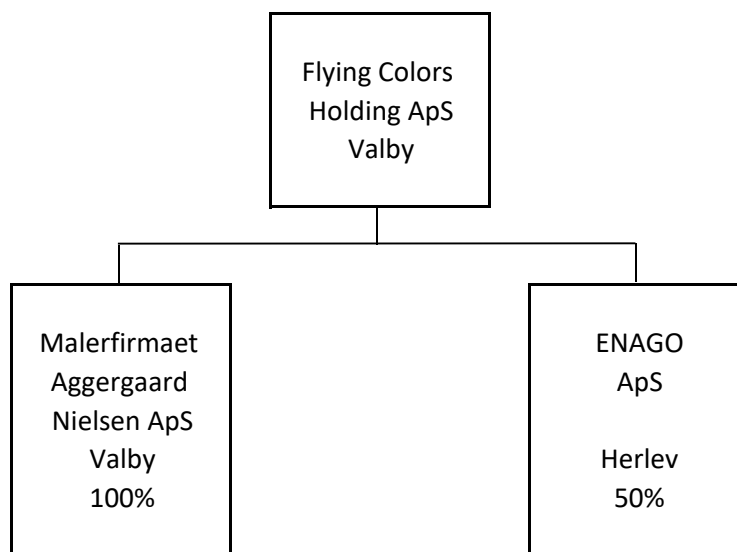 Flying Colors
Holding ApS
Valby
Malerfirmaet
Aggergaard
Nielsen ApS
Valby
100%
ENAGO
ApS
Herlev
50%